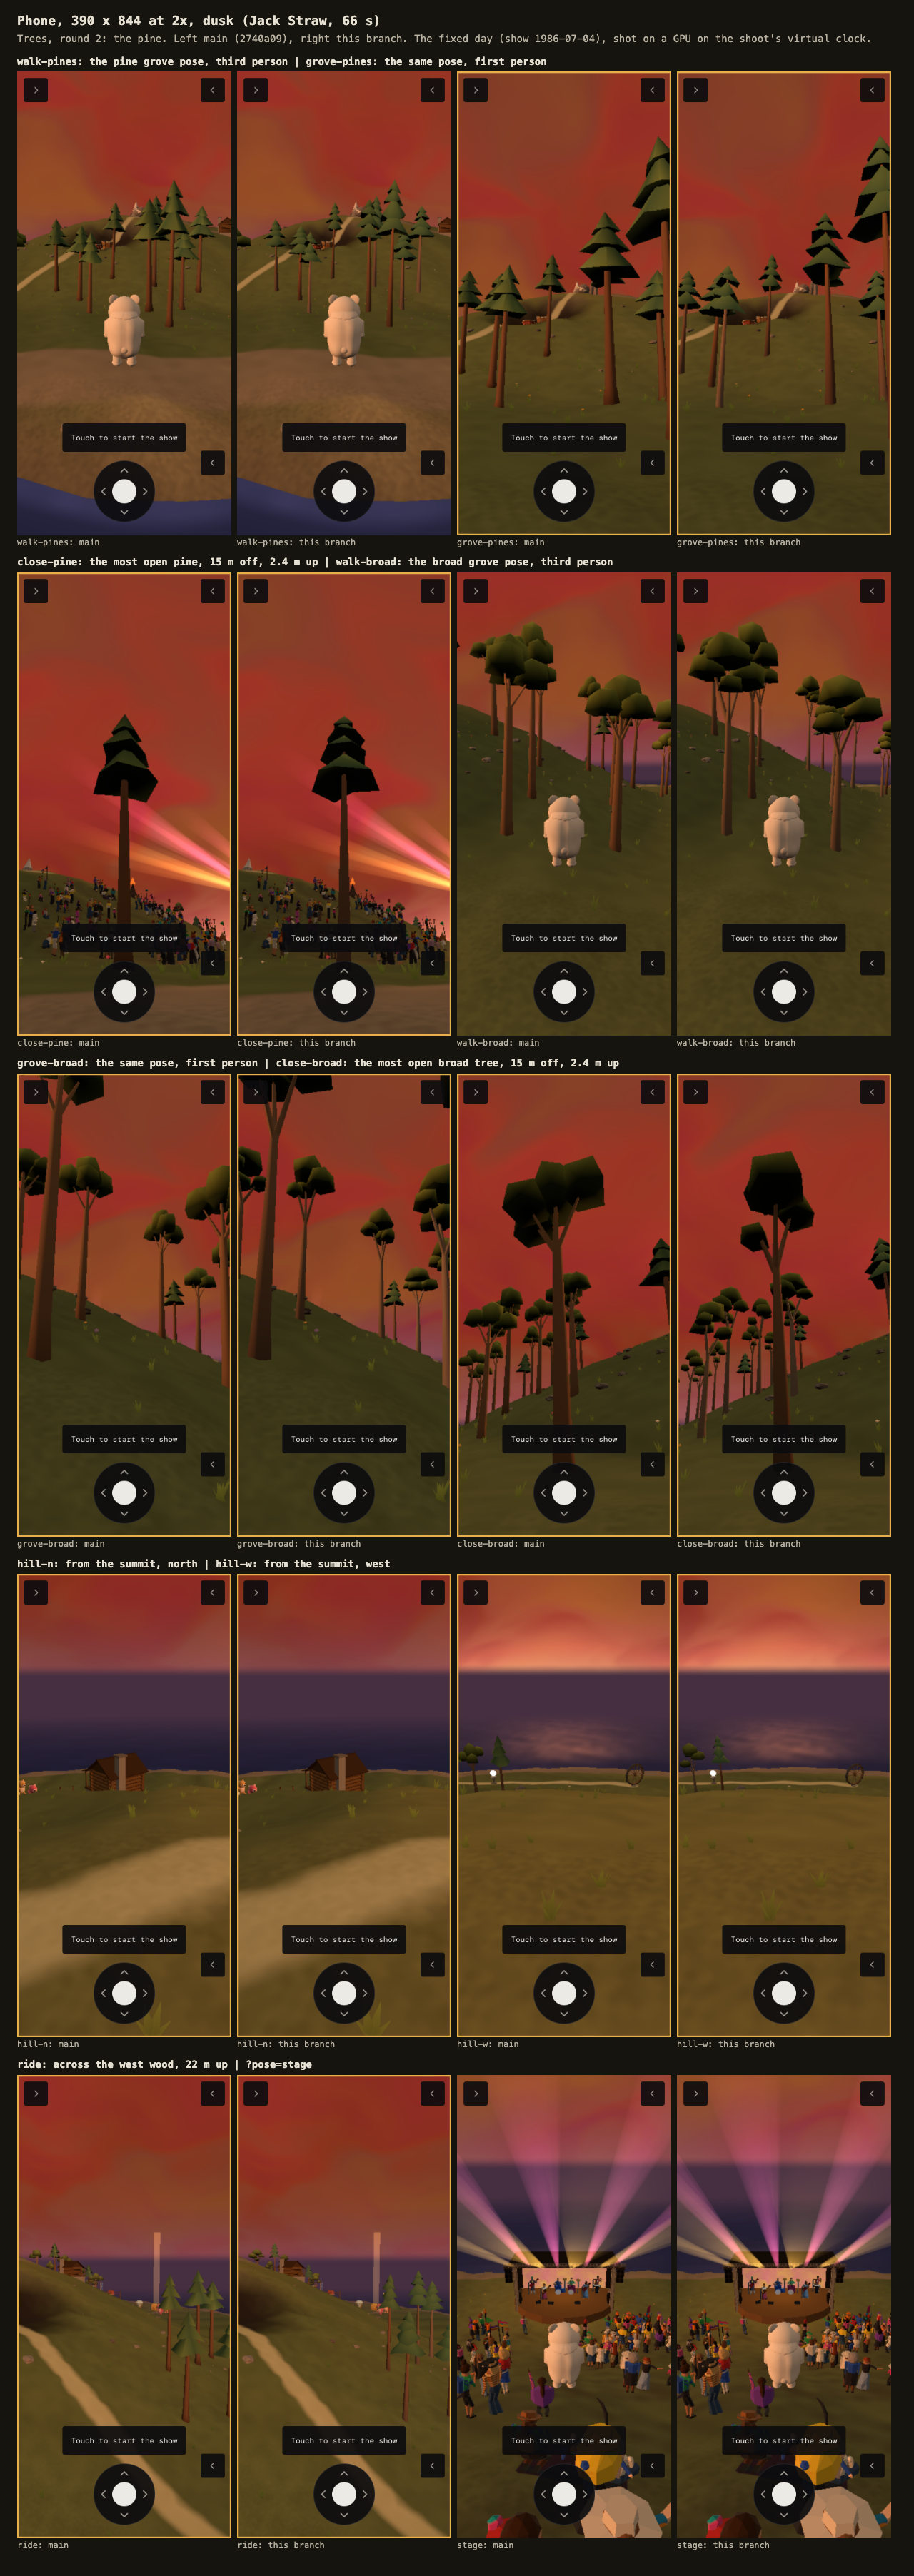 Phone, 390 x 844 at 2x, dusk (Jack Straw, 66 s)
Trees, round 2: the pine. Left main (2740a09), right this branch. The fixed day (show 1986-07-04), shot on a GPU on the shoot's virtual clock.
walk-pines: the pine grove pose, third person | grove-pines: the same pose, first person
Touch to start the show
Touch to start the show
Touch to start the show
Touch to start the show
walk-pines: main
walk-pines: this branch
grove-pines: main
grove-pines: this branch
close-pine: the most open pine, 15 m off, 2.4 m up | walk-broad: the broad grove pose, third person
Touch to start the show
Touch to start the show
Touch to start the show
Touch to start the show
close-pine: main
close-pine: this branch
walk-broad: main
walk-broad: this branch
grove-broad: the same pose, first person | close-broad: the most open broad tree, 15 m off, 2.4 m up
Touch to start the show
Touch to start the show
Touch to start the show
Touch to start the show
grove-broad: main
grove-broad: this branch
close-broad: main
close-broad: this branch
hill-n: from the summit, north | hill-w: from the summit, west
Touch to start the show
Touch to start the show
Touch to start the show
Touch to start the show
hill-n: main
hill-n: this branch
hill-w: main
hill-w: this branch
ride: across the west wood, 22 m up | ?pose=stage
Touch to start the show
Touch to start the show
Touch to start the show
Touch to start the show
ride: main
ride: this branch
stage: main
stage: this branch